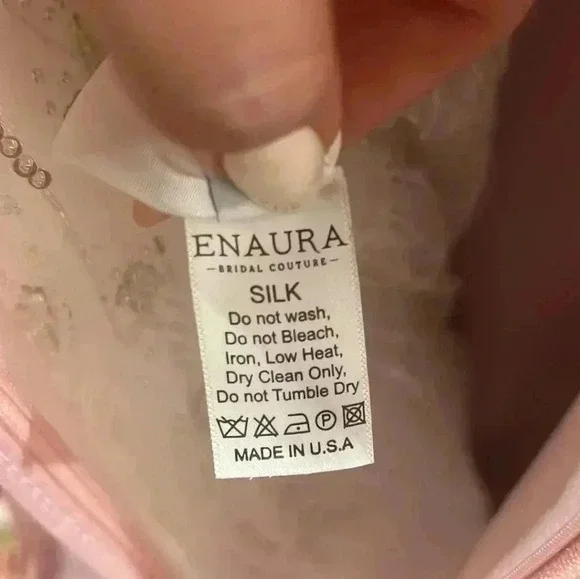 ENAURA
- BRIDAL COUTURE -
SILK
Do not wash,
Do not Bleach,
Iron, Low Heat,
Dry Clean Only,
Do not Tumble Dry
P
MADE IN U.S.A